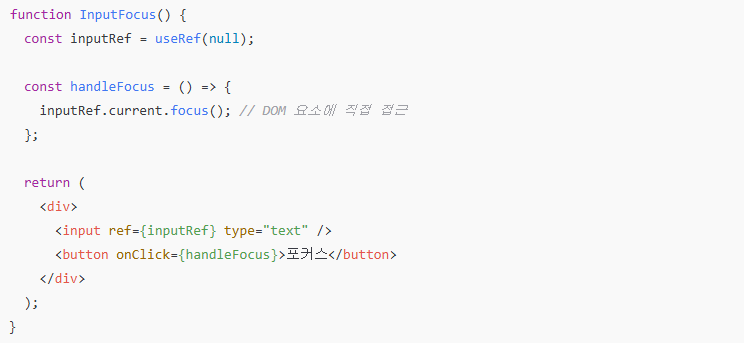 function InputFocus() {
  const inputRef = useRef(null);

  const handleFocus = () => {
    inputRef.current.focus(); // DOM 요소에 직접 접근
  };

  return (
    <div>
      <input ref={inputRef} type="text" />
      <button onClick={handleFocus}>포커스</button>
    </div>
  );
}